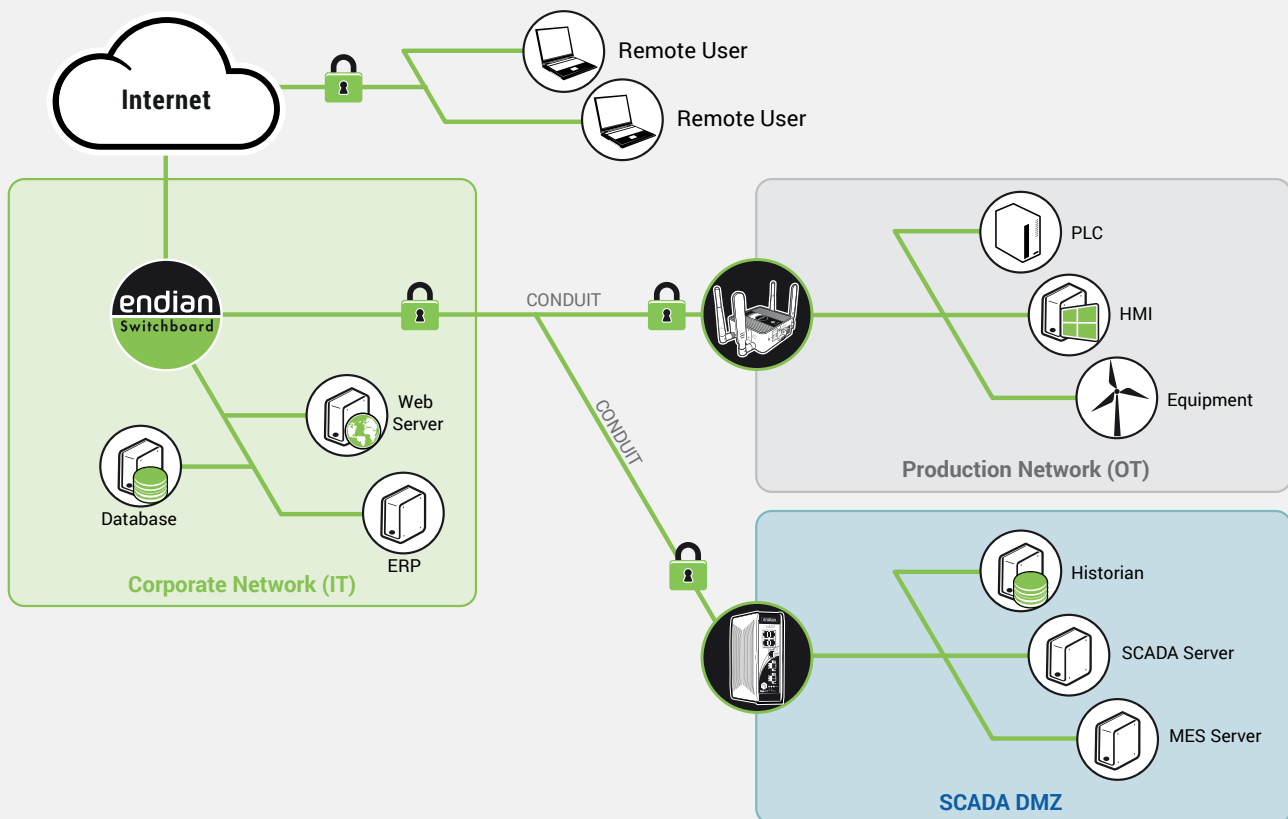 Internet
Remote User
Remote User
endian
Switchboard
CONDUIT
CONDUIT
Web
Server
Database
ERP
Corporate Network (IT)
PLC
HMI
Equipment
Production Network (OT)
endian
Historian
SCADA Server
MES Server
SCADA DMZ